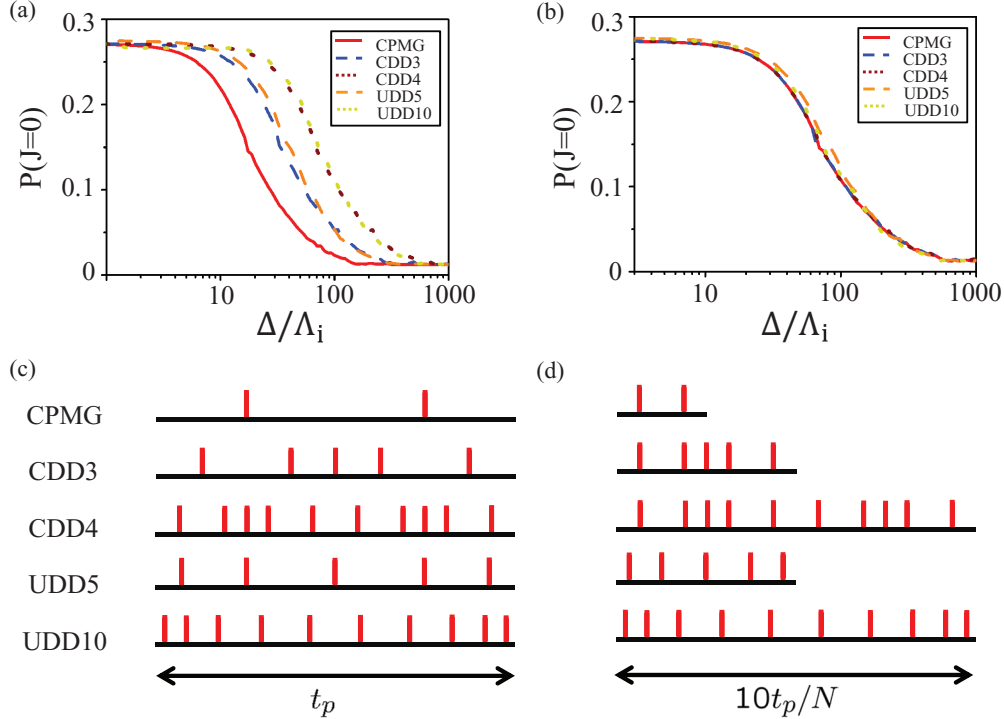 (a)
0.3
0.2
0.1
0
P(J=0)
CPMG
CDD3
CDD4
UDD5
UDD10
10
100
1000
Δ/Λi
(b)
0.3
0.2
0.1
0
P(J=0)
CPMG
CDD3
CDD4
UDD5
UDD10
10
100
1000
Δ/Λi
(c)
CPMG
CDD3
CDD4
UDD5
UDD10
tp
(d)
10tp/N